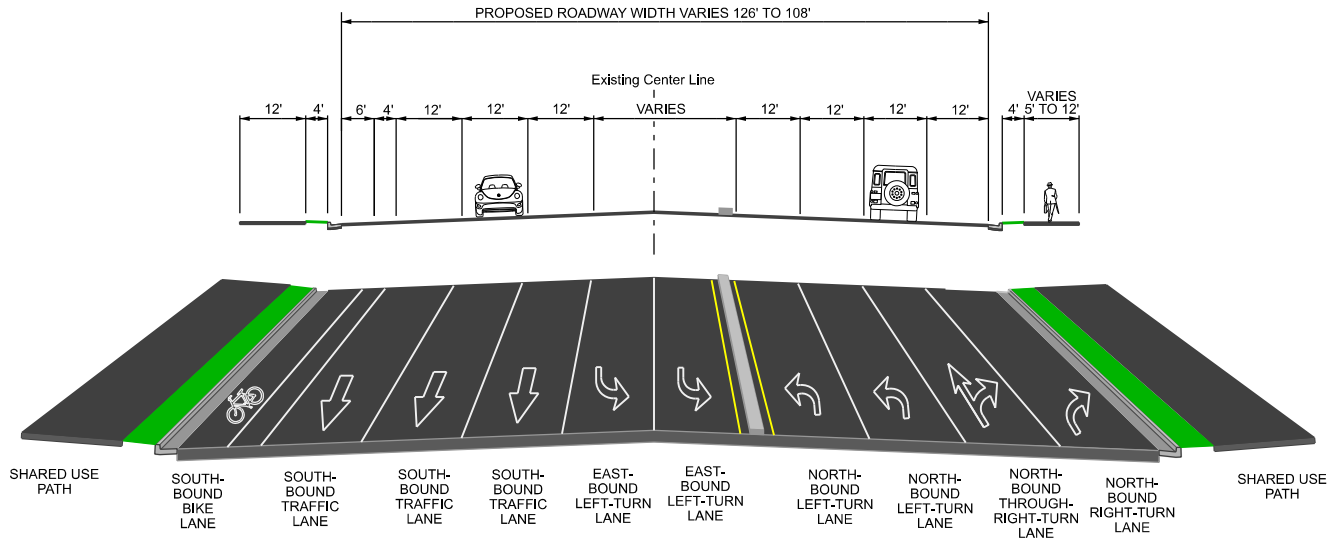 PROPOSED ROADWAY WIDTH VARIES 126' TO 108'
Existing Center Line
12' 4' 6' 4' 12' 12' 12' VARIES 12' 12' 12' 12' 4' VARIES
5' TO 12'
SHARED USE
PATH
SOUTH-
BOUND
BIKE
LANE
SOUTH-
BOUND
TRAFFIC
LANE
SOUTH-
BOUND
TRAFFIC
LANE
SOUTH-
BOUND
TRAFFIC
LANE
EAST-
BOUND
LEFT-TURN
LANE
EAST-
BOUND
LEFT-TURN
LANE
NORTH-
BOUND
LEFT-TURN
LANE
NORTH-
BOUND
LEFT-TURN
LANE
NORTH-
BOUND
THROUGH-
RIGHT-TURN
LANE
NORTH-
BOUND
RIGHT-TURN
LANE
SHARED USE
PATH